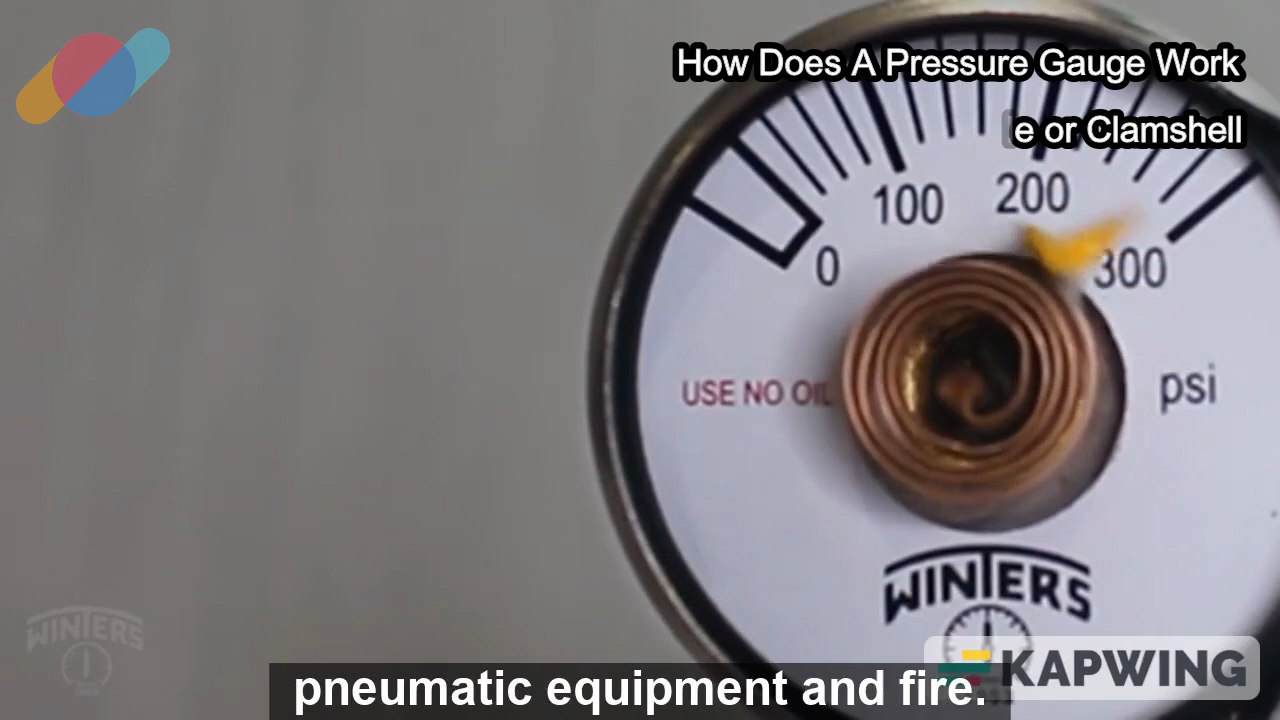 How Does A Pressure Gauge Work
e or Clamshell
100
200
0
300
USE NO OIL
psi
WINTERS
WINTERS
KAPWING
pneumatic equipment and fire.